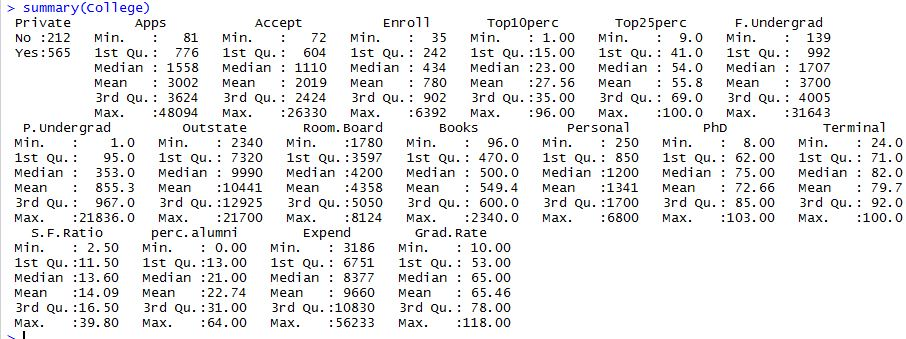 > summary(College)
 Private        Apps           Accept          Enroll       Top10perc       Top25perc      F.Undergrad
 No :212   Min.   :   81   Min.   :   72   Min.   :  35   Min.   : 1.00   Min.   :  9.0   Min.   :  139
 Yes:565   1st Qu.:  776   1st Qu.:  604   1st Qu.: 242   1st Qu.:15.00   1st Qu.: 41.0   1st Qu.:  992
           Median : 1558   Median : 1110   Median : 434   Median :23.00   Median : 54.0   Median : 1707
           Mean   : 3002   Mean   : 2019   Mean   : 780   Mean   :27.56   Mean   : 55.8   Mean   : 3700
           3rd Qu.: 3624   3rd Qu.: 2424   3rd Qu.: 902   3rd Qu.:35.00   3rd Qu.: 69.0   3rd Qu.: 4005
           Max.   :48094   Max.   :26330   Max.   :6392   Max.   :96.00   Max.   :100.0   Max.   :31643
  P.Undergrad         Outstate       Room.Board       Books           Personal         PhD            Terminal
 Min.   :    1.0   Min.   : 2340   Min.   :1780   Min.   :  96.0   Min.   : 250   Min.   :  8.00   Min.   : 24.0
 1st Qu.:   95.0   1st Qu.: 7320   1st Qu.:3597   1st Qu.: 470.0   1st Qu.: 850   1st Qu.: 62.00   1st Qu.: 71.0
 Median :  353.0   Median : 9990   Median :4200   Median : 500.0   Median :1200   Median : 75.00   Median : 82.0
 Mean   :  855.3   Mean   :10441   Mean   :4358   Mean   : 549.4   Mean   :1341   Mean   : 72.66   Mean   : 79.7
 3rd Qu.:  967.0   3rd Qu.:12925   3rd Qu.:5050   3rd Qu.: 600.0   3rd Qu.:1700   3rd Qu.: 85.00   3rd Qu.: 92.0
 Max.   :21836.0   Max.   :21700   Max.   :8124   Max.   :2340.0   Max.   :6800   Max.   :103.00   Max.   :100.0
   S.F.Ratio      perc.alumni        Expend        Grad.Rate
 Min.   : 2.50   Min.   : 0.00   Min.   : 3186   Min.   : 10.00
 1st Qu.:11.50   1st Qu.:13.00   1st Qu.: 6751   1st Qu.: 53.00
 Median :13.60   Median :21.00   Median : 8377   Median : 65.00
 Mean   :14.09   Mean   :22.74   Mean   : 9660   Mean   : 65.46
 3rd Qu.:16.50   3rd Qu.:31.00   3rd Qu.:10830   3rd Qu.: 78.00
 Max.   :39.80   Max.   :64.00   Max.   :56233   Max.   :118.00
>